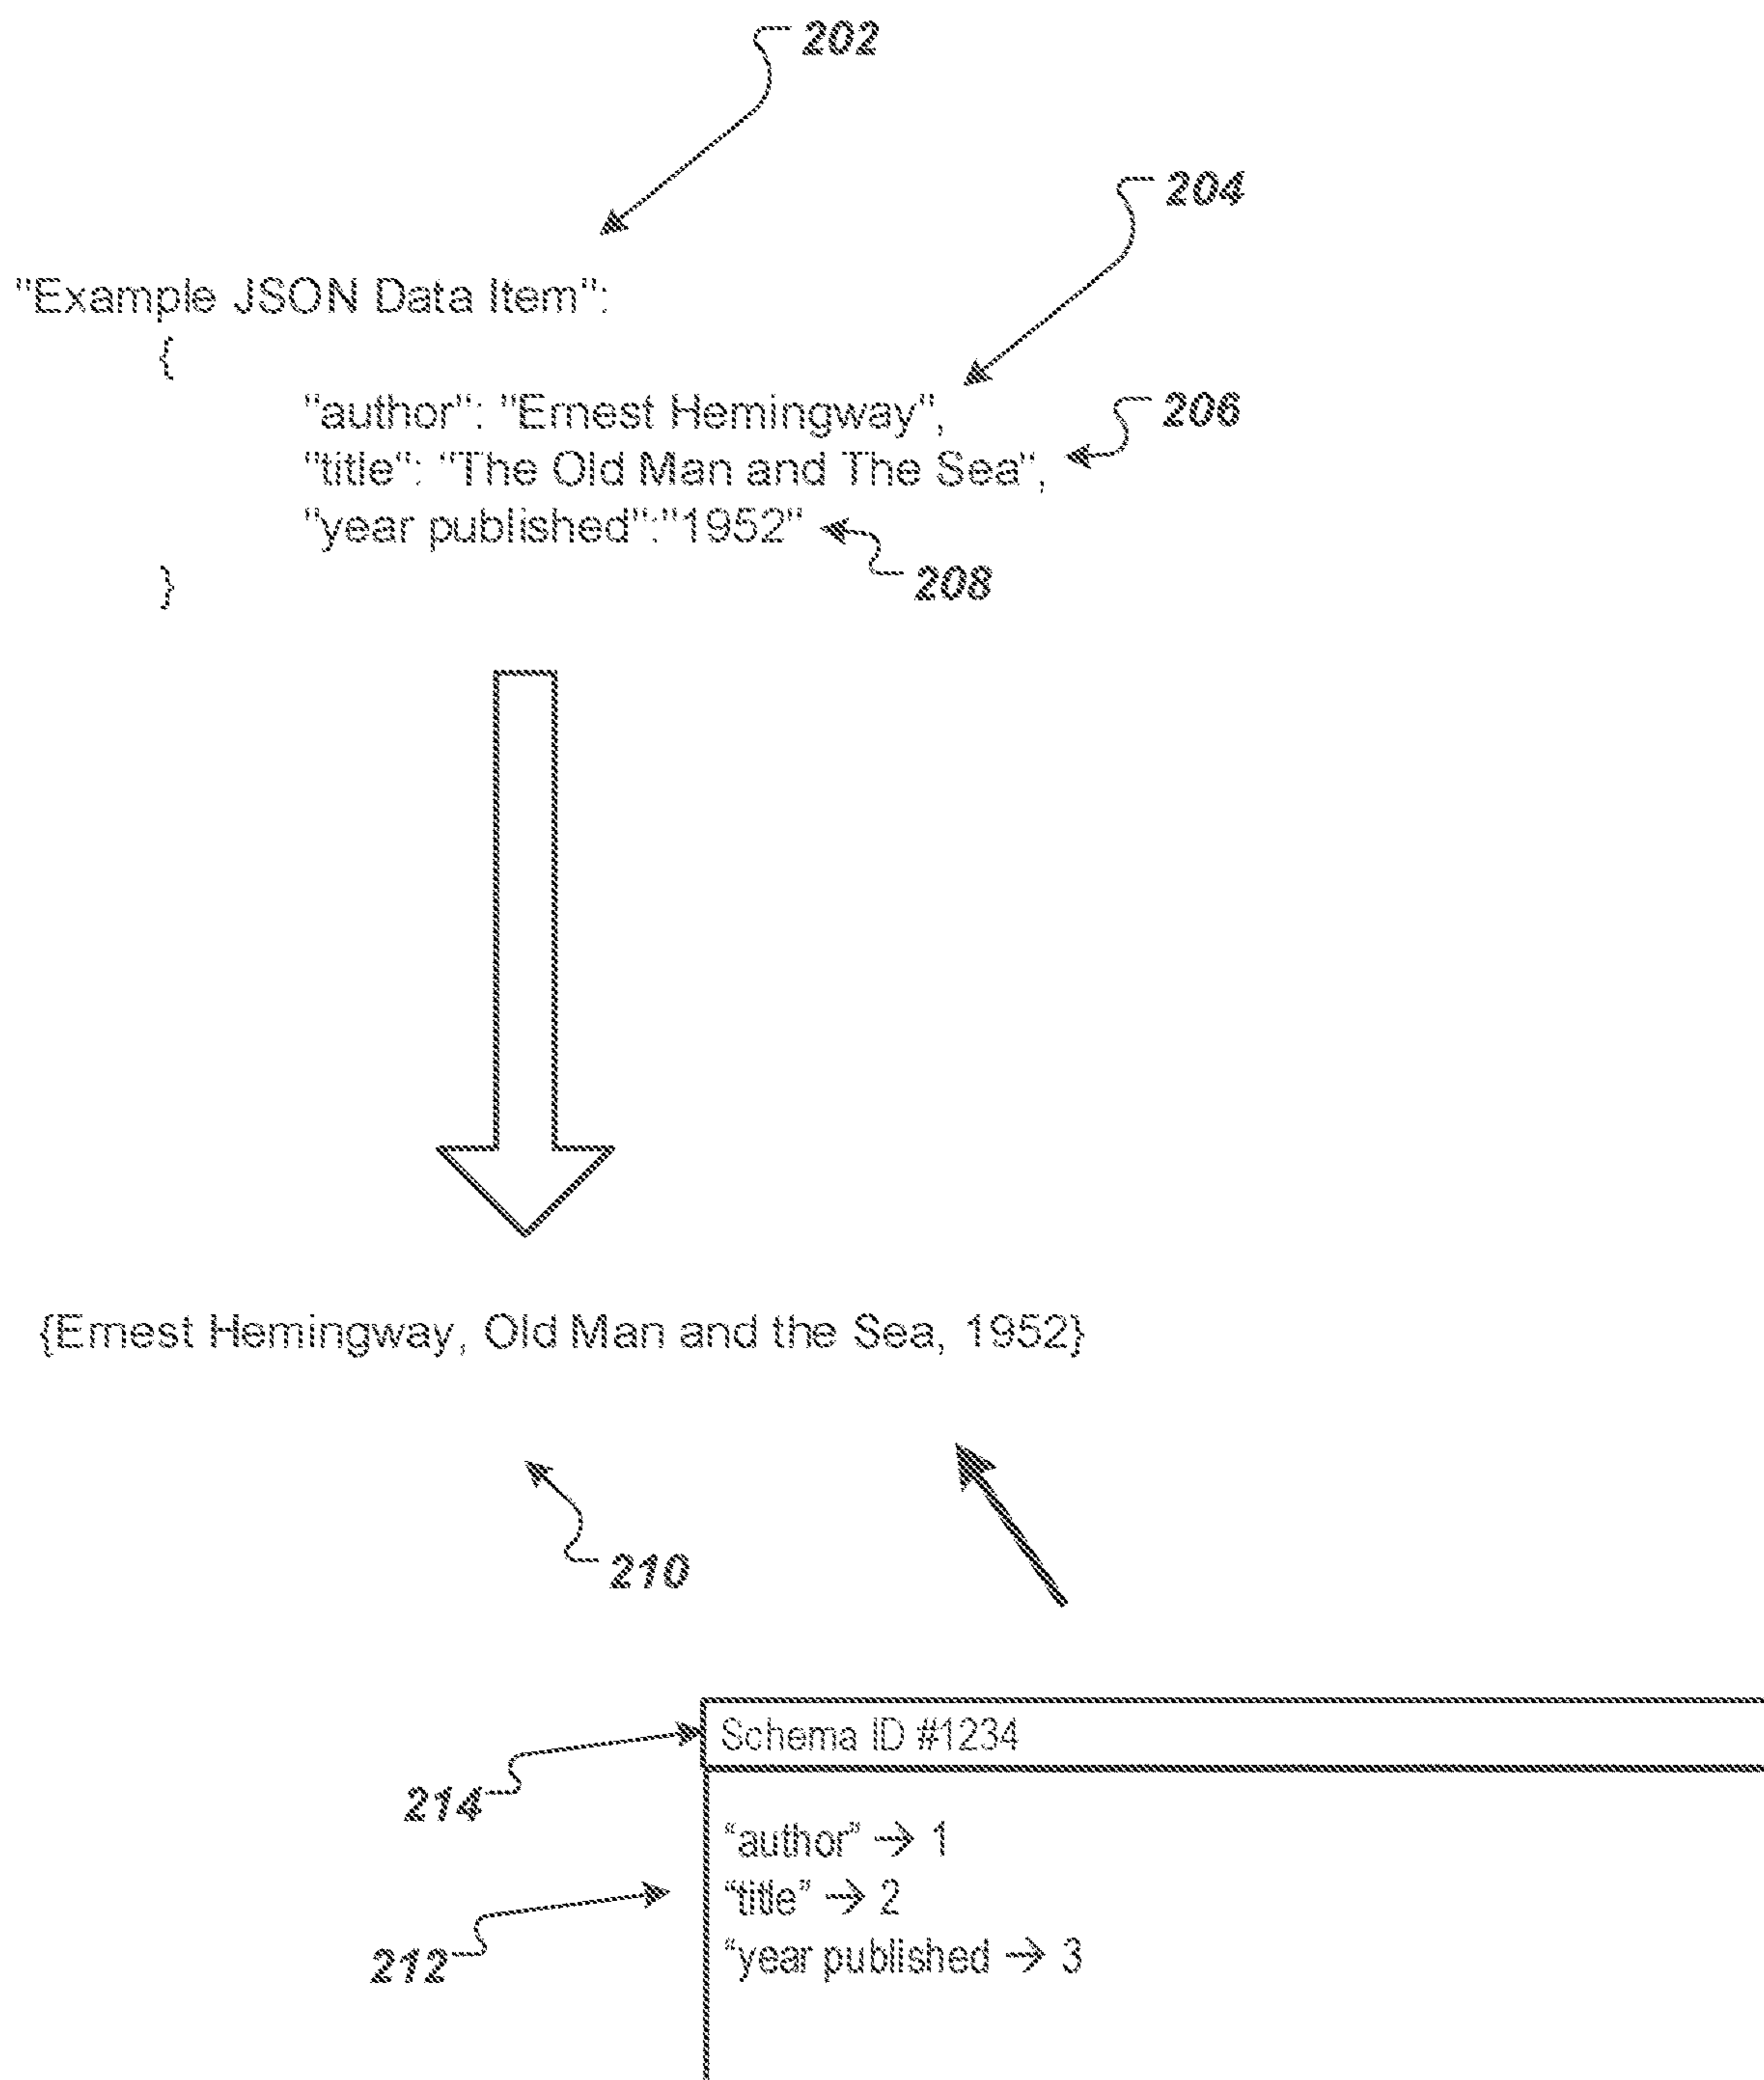 202
204
"Example JSON Data Item":
{
"author": "Ernest Hemingway",
206
"title": "The Old Man and The Sea",
"year published":"1952"
208
}
{Ernest Hemingway, Old Man and the Sea, 1952}
210
Schema ID #1234
214
“author” → 1
“title” → 2
“year published → 3
212